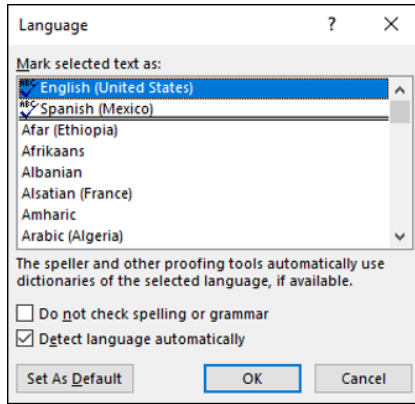 Language ?
Mark selected text as:
ABC English (United States)
ABC Spanish (Mexico)
Afar (Ethiopia)
Afrikaans
Albanian
Alsatian (France)
Amharic
Arabic (Algeria)
The speller and other proofing tools automatically use
dictionaries of the selected language, if available.
Do not check spelling or grammar
Detect language automatically
Set As Default OK Cancel